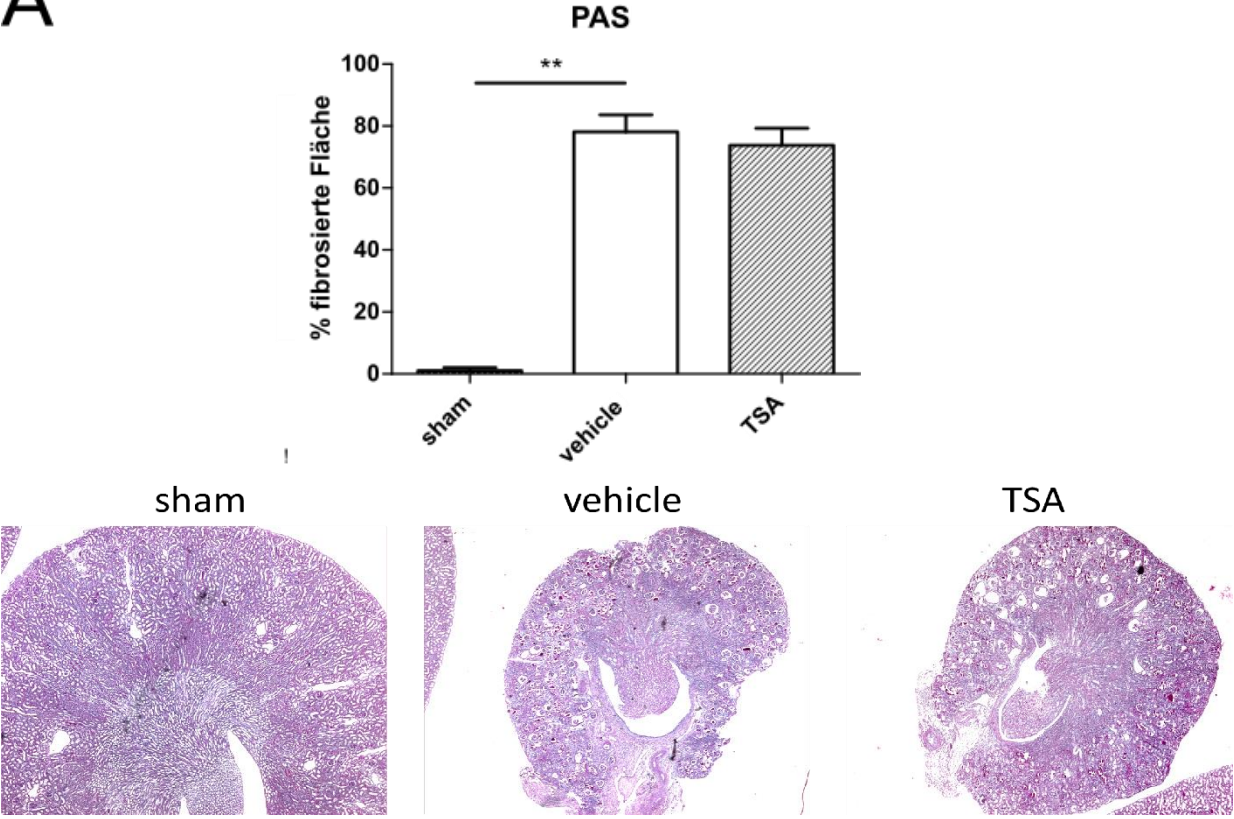 A
PAS
**
% fibrosierte Fläche
100
80
60
40
20
0
sham
vehicle
TSA
sham
vehicle
TSA